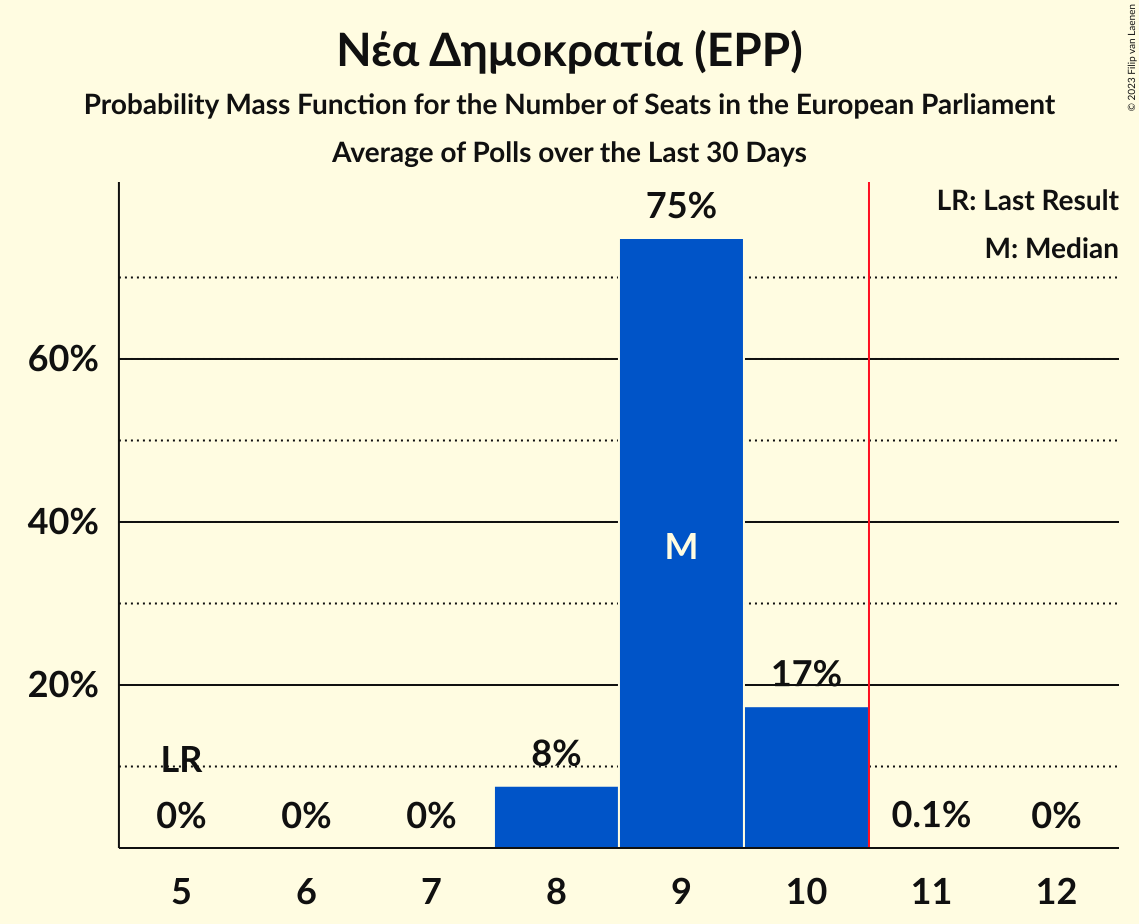 Νέα Δημοκρατία (EPP)
Probability Mass Function for the Number of Seats in the European Parliament
Average of Polls over the Last 30 Days
© 2023 Filip van Laenen
LR: Last Result
M: Median
75%
60%
40%
M
20%
17%
LR
8%
0%
0%
0%
0.1%
0%
5
6
7
8
9
10
11
12